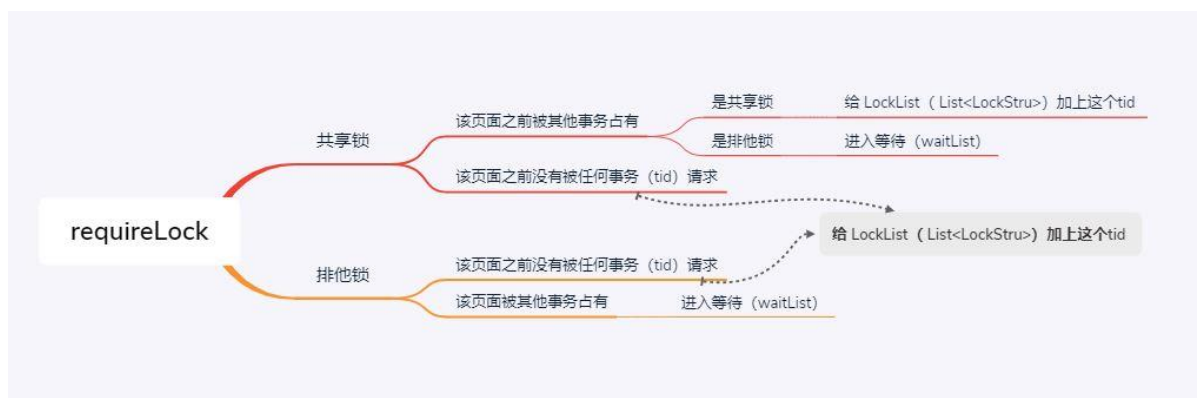 requireLock
共享锁
该页面之前被其他事务占有
是共享锁
给 LockList（List<LockStru>）加上这个tid
是排他锁
进入等待（waitList）
该页面之前没有被任何事务（tid）请求
给 LockList（List<LockStru>）加上这个tid
排他锁
该页面之前没有被任何事务（tid）请求
该页面被其他事务占有
进入等待（waitList）